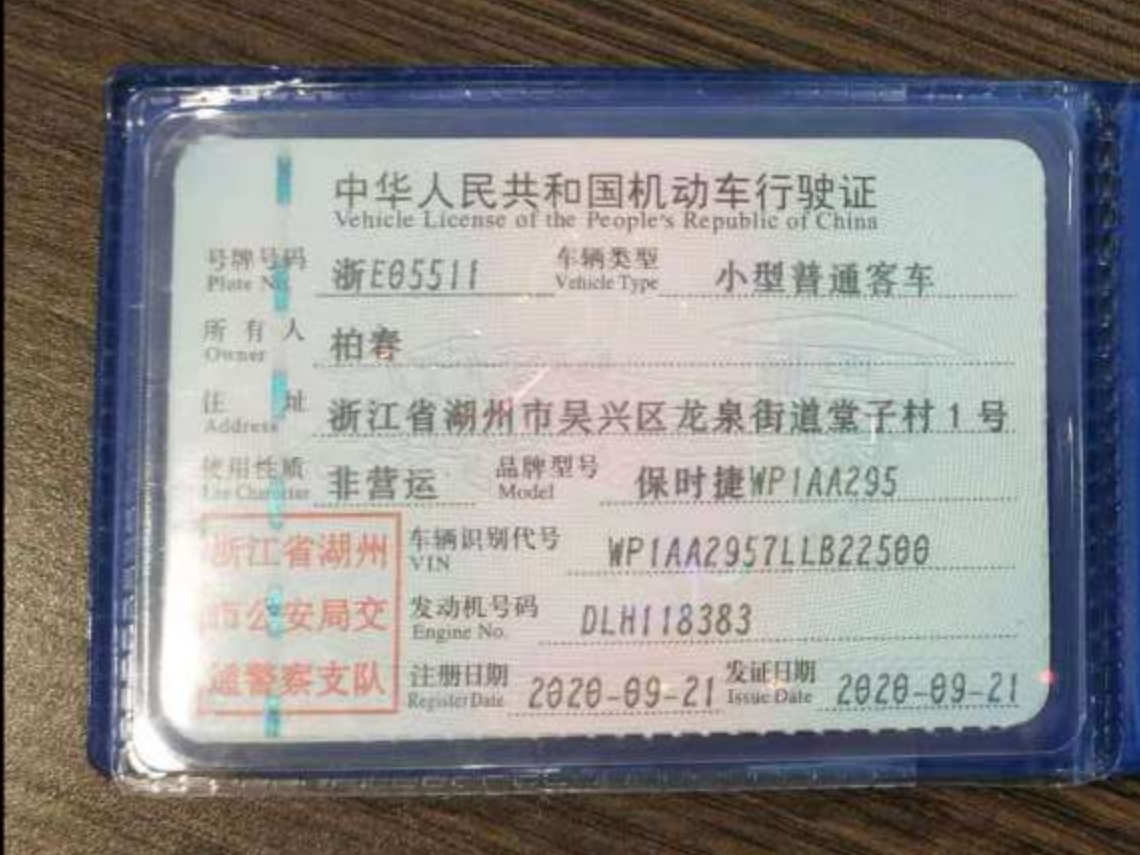 中华人民共和国机动车行驶证
Vehicle License of the People's Republic of China
号牌号码 浙E05511 车辆类型 小型普通客车
Plate No. Vehicle Type
所有人 柏春
Owner
住址 浙江省湖州市吴兴区龙泉街道堂子村1号
Address
使用性质 非营运 品牌型号 保时捷WP1AA295
Use Character Model
浙江省湖州
市公安局交
通警察支队
车辆识别代号 WP1AA2957LLB22500
VIN
发动机号码 DLH118383
Engine No.
注册日期 2020-09-21 发证日期 2020-09-21
Register Date Issue Date